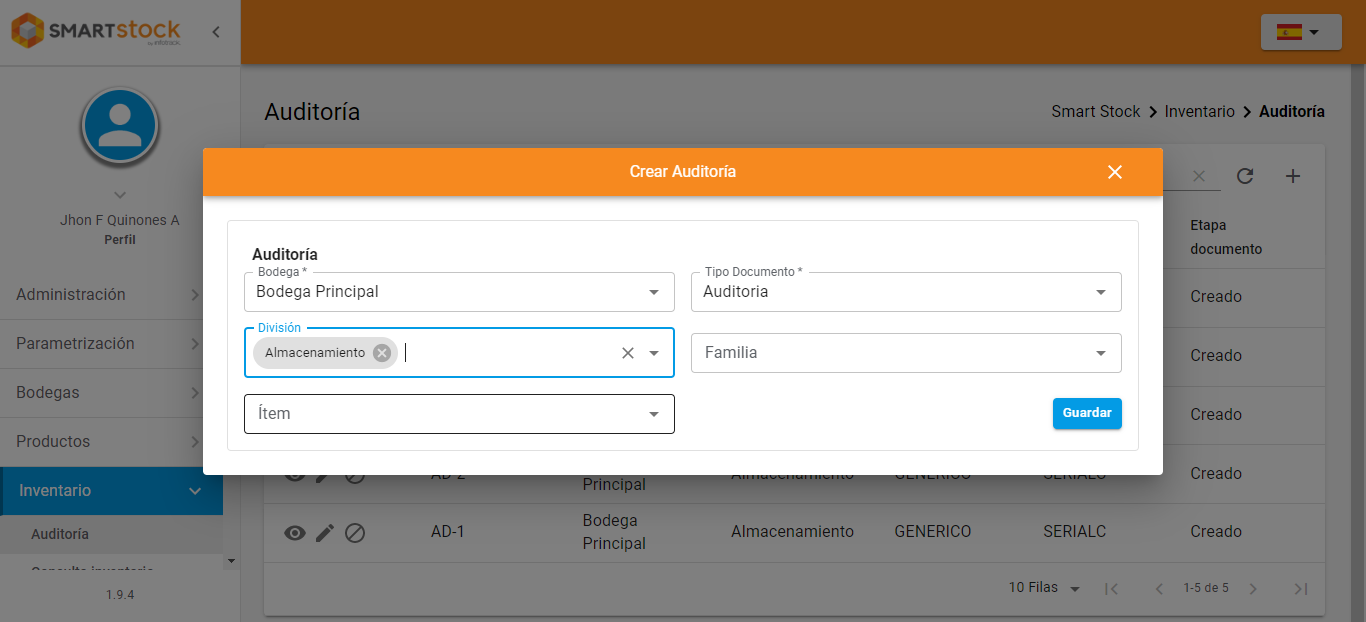 SMARTstock
by infotrack
Auditoría
Smart Stock
Inventario
Auditoría
Crear Auditoría
Jhon F Quinones A
Perfil
Administración
Parametrización
Bodegas
Productos
Inventario
Auditoría
Consulta inventario
1.9.4
Auditoría
Bodega *
Bodega Principal
Tipo Documento *
Auditoria
División
Almacenamiento
Familia
Ítem
Guardar
Etapa
documento
Creado
Creado
Creado
AD-2
Principal
Almacenamiento
GENERICO
SERIALC
Creado
AD-1
Bodega
Principal
Almacenamiento
GENERICO
SERIALC
Creado
10 Filas
1-5 de 5